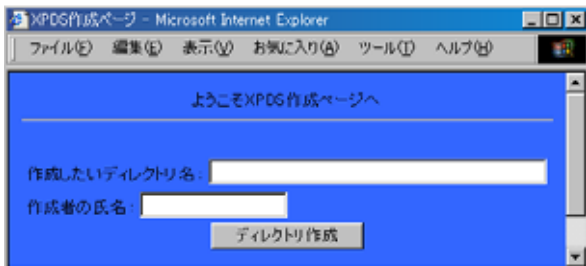 XPDS作成ページ - Microsoft Internet Explorer
ファイル(F) 編集(E) 表示(V) お気に入り(A) ツール(T) ヘルプ(H)
ようこそXPDS作成ページへ
作成したいディレクトリ名:
作成者の氏名:
ディレクトリ作成